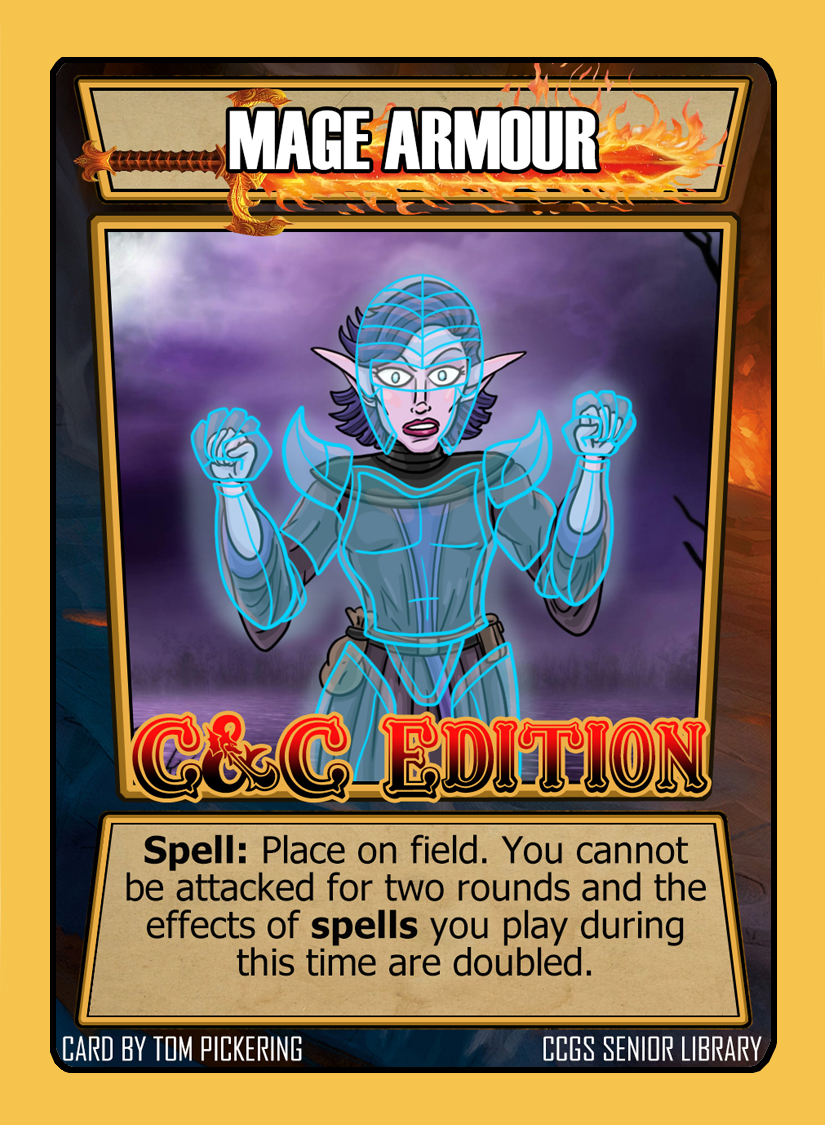 MAGE ARMOUR
C&C EDITION
Spell: Place on field. You cannot
be attacked for two rounds and the
effects of spells you play during
this time are doubled.
CARD BY TOM PICKERING
CCGS SENIOR LIBRARY